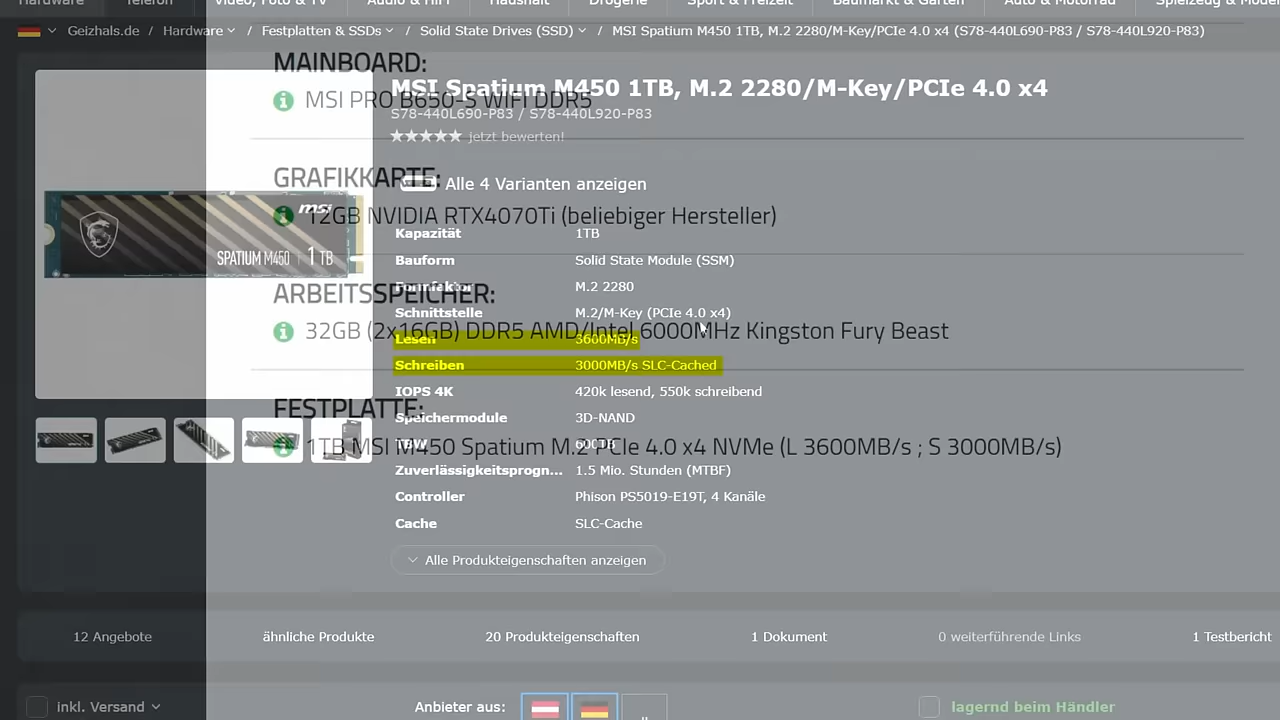 Hardware
Telefon
Video, Foto & TV
Audio & HIFI
Haushalt
Drogerie
Sport & Freizeit
Baumarkt & Garten
Auto & Motorrad
Spielzeug &
Geizhals.de / Hardware / Festplatten & SSDs / Solid State Drives (SSD) / MSI Spatium M450 1TB, M.2 2280/M-Key/PCIe 4.0 x4 (S78-440L690-P83 / S78-440L920-P83)
MAINBOARD:
MSI PRO B650-S WIFI DDR5
GRAFIKKARTE:
12GB NVIDIA RTX4070Ti (beliebiger Hersteller)
ARBEITSSPEICHER:
32GB (2x16GB) DDR5 AMD/Intel 6000MHz Kingston Fury Beast
FESTPLATTE:
1TB MSI M450 Spatium M.2 PCIe 4.0 x4 NVMe (L 3600MB/s ; S 3000MB/s)
MSI Spatium M450 1TB, M.2 2280/M-Key/PCIe 4.0 x4
S78-440L690-P83 / S78-440L920-P83
jetzt bewerten!
Alle 4 Varianten anzeigen
Kapazität 1TB
Bauform Solid State Module (SSM)
Formfaktor M.2 2280
Schnittstelle M.2/M-Key (PCIe 4.0 x4)
Lesen 3600MB/s
Schreiben 3000MB/s SLC-Cached
IOPS 4K 420k lesend, 550k schreibend
Speichermodule 3D-NAND
TBW 600TB
Zuverlässigkeitsprogn... 1.5 Mio. Stunden (MTBF)
Controller Phison PS5019-E19T, 4 Kanäle
Cache SLC-Cache
Alle Produkteigenschaften anzeigen
msi
SPATIUM M450 | 1 TB
12 Angebote
ähnliche Produkte
20 Produkteigenschaften
1 Dokument
0 weiterführende Links
1 Testbericht
inkl. Versand
Anbieter aus:
lagernd beim Händler